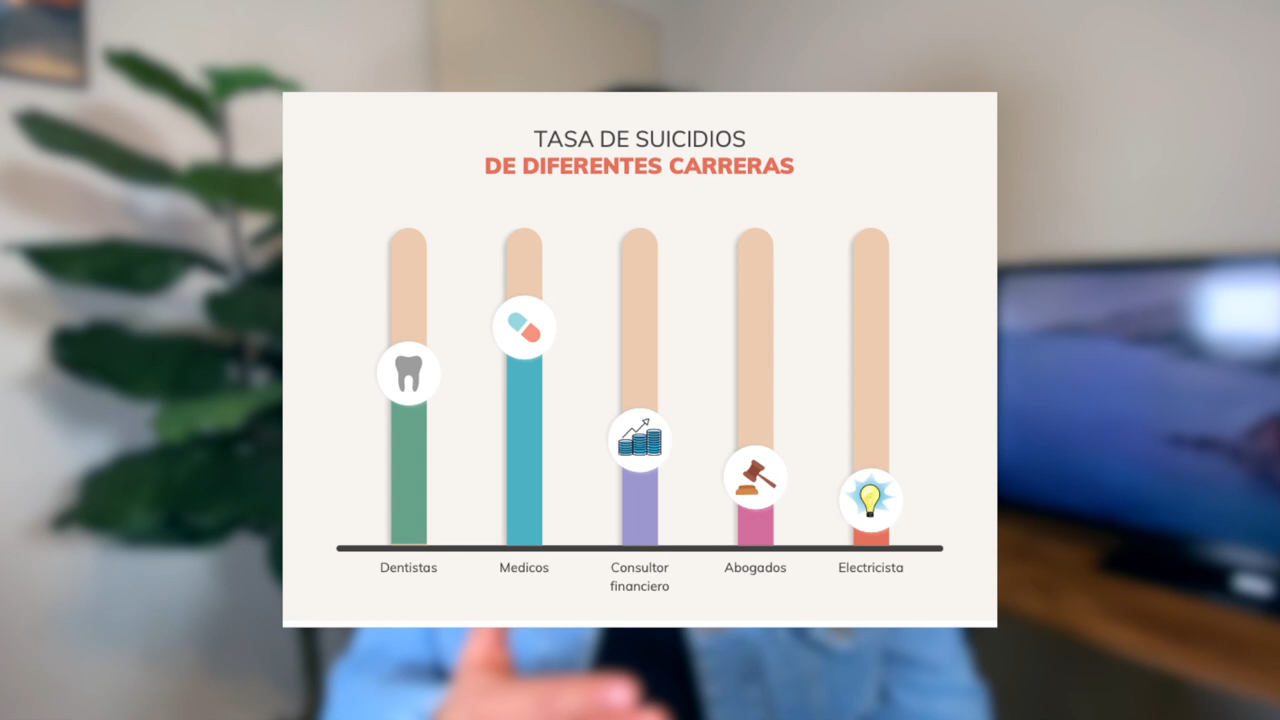 TASA DE SUICIDIOS
DE DIFERENTES CARRERAS
Dentistas
Medicos
Consultor
financiero
Abogados
Electricista